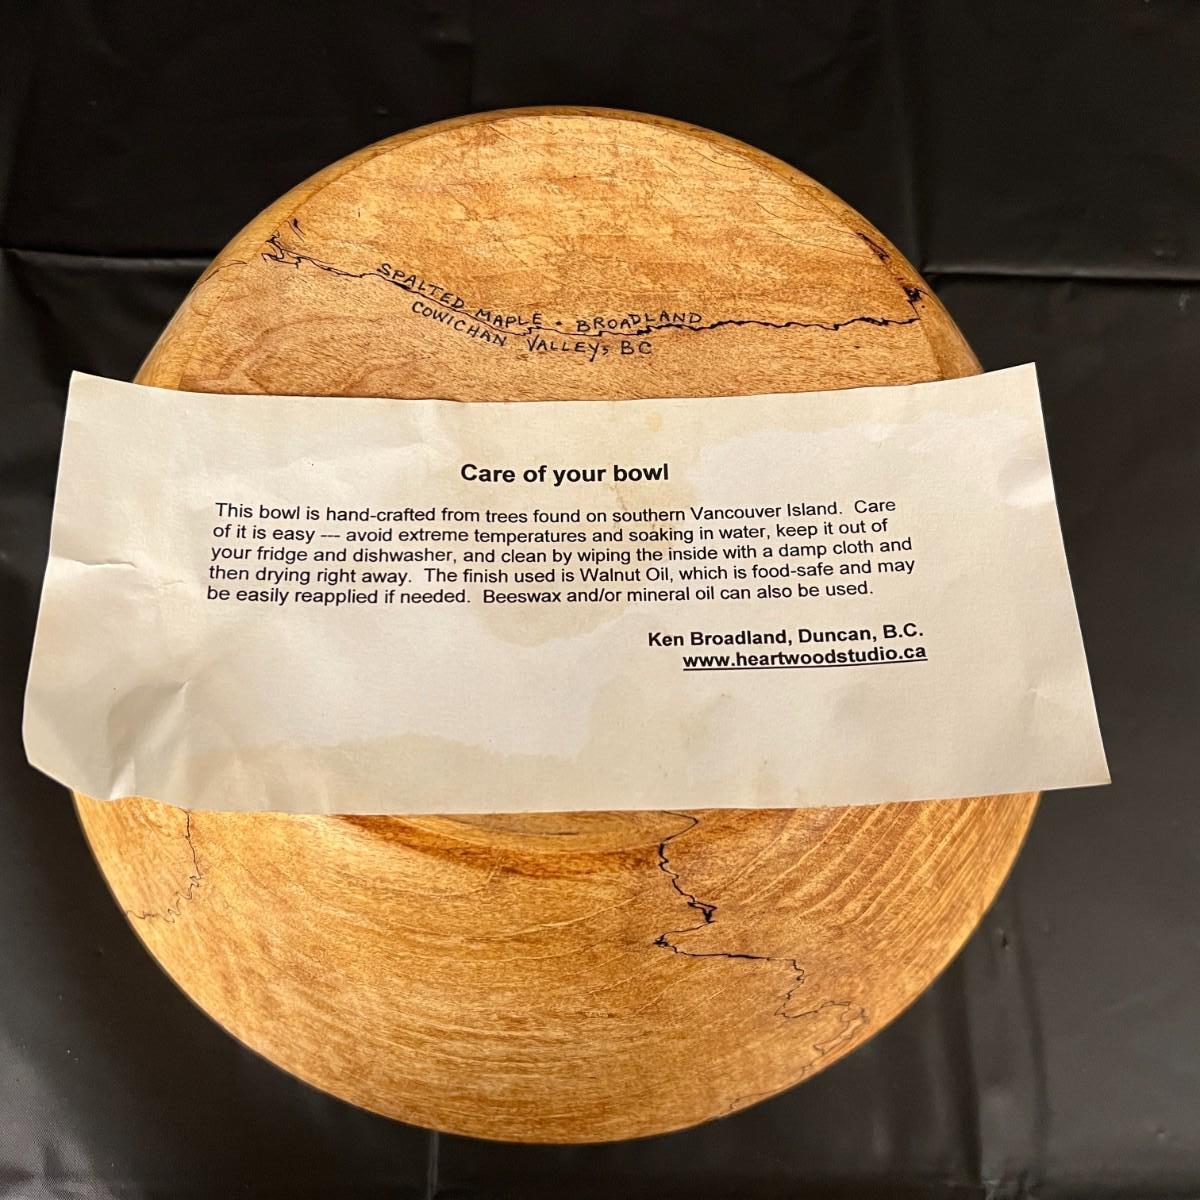 SPALTED MAPLE • BROADLAND
COWICHAN VALLEY, BC
Care of your bowl
This bowl is hand-crafted from trees found on southern Vancouver Island. Care
of it is easy --- avoid extreme temperatures and soaking in water, keep it out of
your fridge and dishwasher, and clean by wiping the inside with a damp cloth and
then drying right away. The finish used is Walnut Oil, which is food-safe and may
be easily reapplied if needed. Beeswax and/or mineral oil can also be used.
Ken Broadland, Duncan, B.C.
www.heartwoodstudio.ca